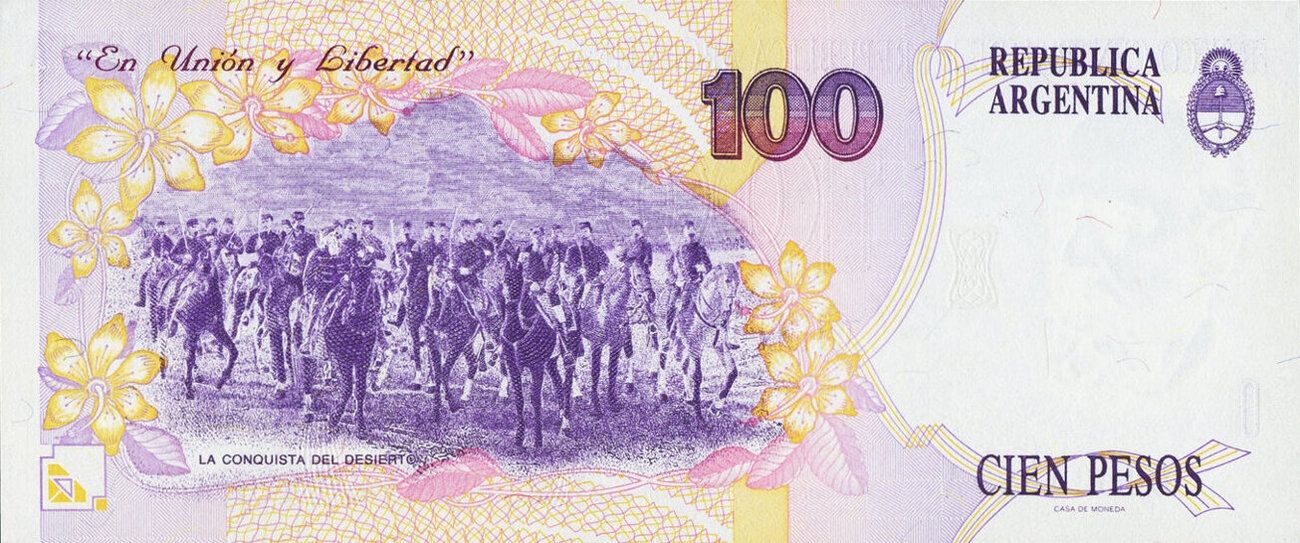 "En Unión y Libertad"
100
REPUBLICA
ARGENTINA
LA CONQUISTA DEL DESIERTO
CIEN PESOS
CASA DE MONEDA